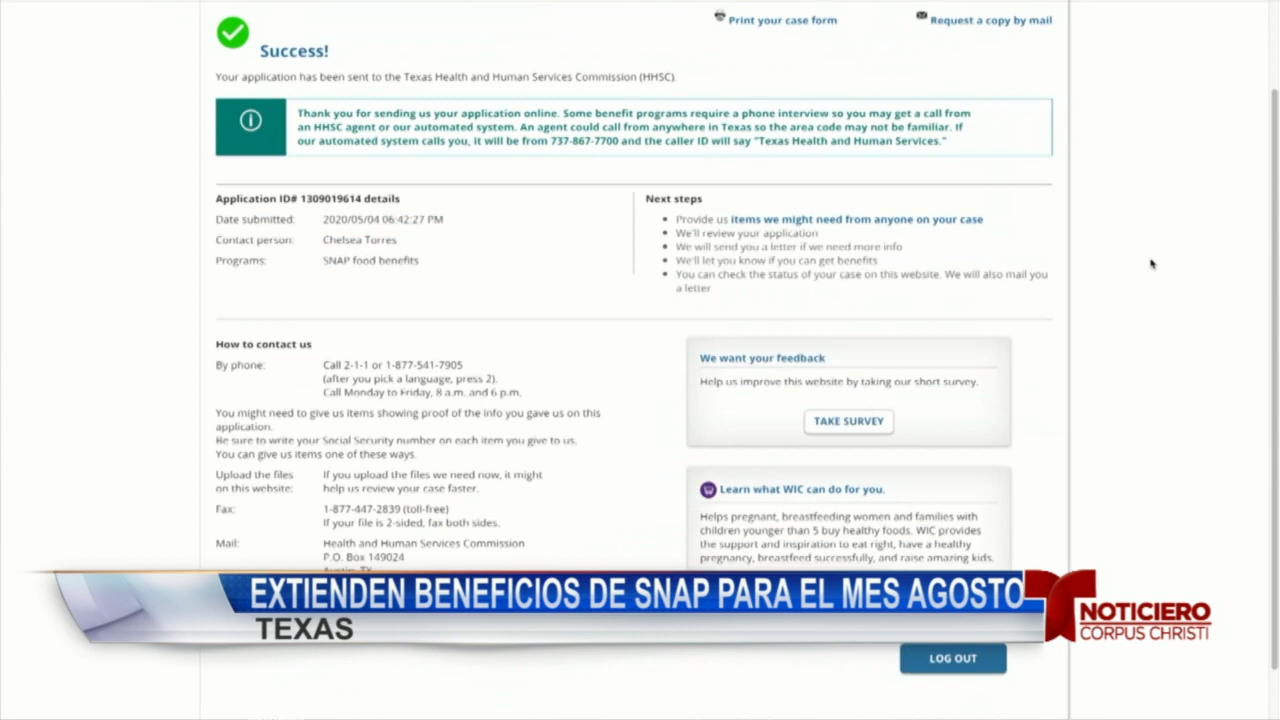 Print your case form
Request a copy by mail
Success!
Your application has been sent to the Texas Health and Human Services Commission (HHSC).
Thank you for sending us your application online. Some benefit programs require a phone interview so you may get a call from
an HHSC agent or our automated system. An agent could call from anywhere in Texas so the area code may not be familiar. If
our automated system calls you, it will be from 737-867-7700 and the caller ID will say "Texas Health and Human Services."
Application ID# 1309019614 details
Date submitted: 2020/05/04 06:42:27 PM
Contact person: Chelsea Torres
Programs: SNAP food benefits
Next steps
• Provide us items we might need from anyone on your case
• We'll review your application
• We will send you a letter if we need more info
• We'll let you know if you can get benefits
• You can check the status of your case on this website. We will also mail you
a letter
How to contact us
By phone: Call 2-1-1 or 1-877-541-7905
(after you pick a language, press 2).
Call Monday to Friday, 8 a.m. and 6 p.m.
You might need to give us items showing proof of the info you gave us on this
application.
Be sure to write your Social Security number on each item you give to us.
You can give us items one of these ways.
Upload the files If you upload the files we need now, it might
on this website: help us review your case faster.
Fax: 1-877-447-2839 (toll-free)
If your file is 2-sided, fax both sides.
Mail: Health and Human Services Commission
P.O. Box 149024
Austin, TX
We want your feedback
Help us improve this website by taking our short survey.
TAKE SURVEY
Learn what WIC can do for you.
Helps pregnant, breastfeeding women and families with
children younger than 5 buy healthy foods. WIC provides
the support and inspiration to eat right, have a healthy
pregnancy, breastfeed successfully, and raise amazing kids.
EXTIENDEN BENEFICIOS DE SNAP PARA EL MES AGOSTO
TEXAS
NOTICIERO
CORPUS CHRISTI
LOG OUT